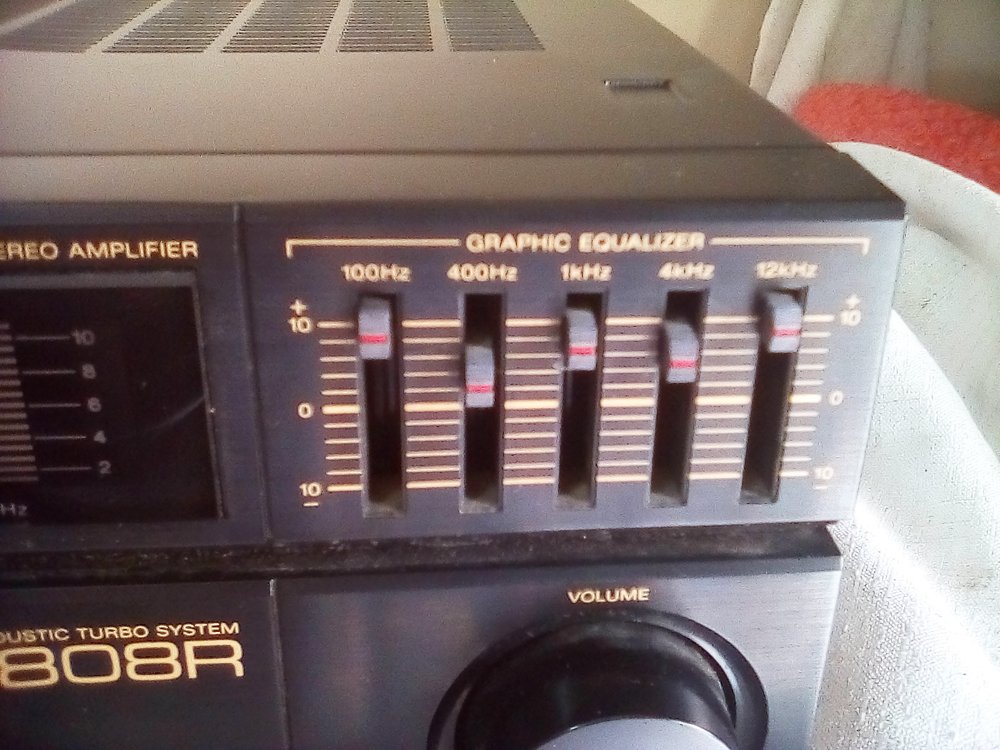 EREO AMPLIFIER
GRAPHIC EQUALIZER
100Hz 400Hz 1kHz 4kHz 12kHz
+ +
10 10
0 0
10 10
- -
10
8
6
4
2
Hz
VOLUME
OUSTIC TURBO SYSTEM
808R